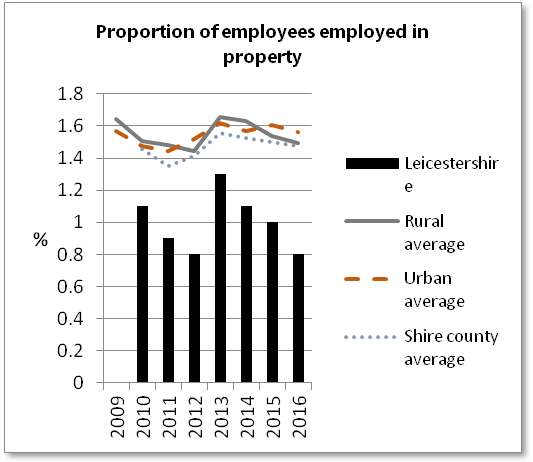 Proportion of employees employed in
property
1.8
1.6
1.4
1.2
1
0.8
0.6
0.4
0.2
0
%
2009
2010
2011
2012
2013
2014
2015
2016
Leicestershir
e
Rural
average
Urban
average
Shire county
average